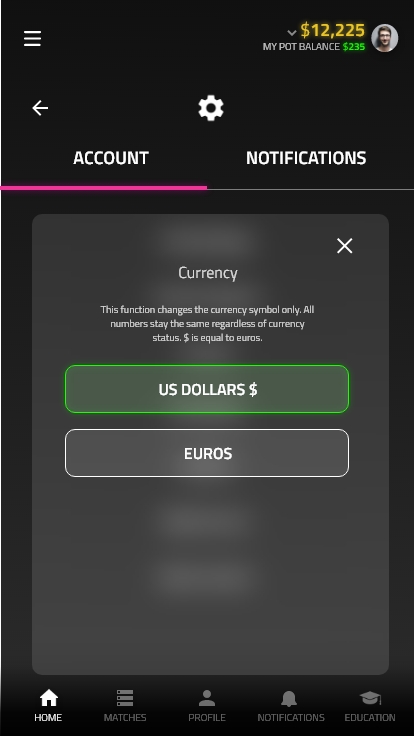 $12,225
MY POT BALANCE $235
ACCOUNT
NOTIFICATIONS
Currency
This function changes the currency symbol only. All
numbers stay the same regardless of currency
status. $ is equal to euros.
US DOLLARS $
EUROS
HOME
MATCHES
PROFILE
NOTIFICATIONS
EDUCATION